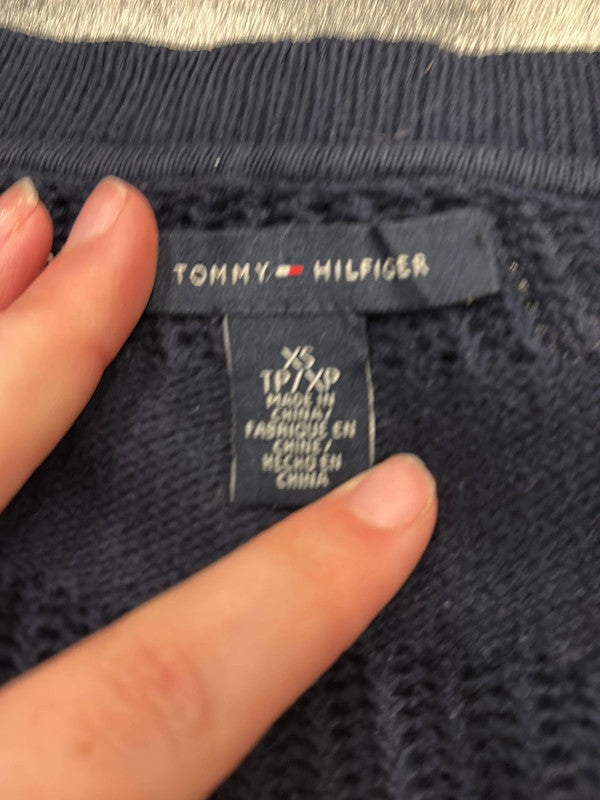 TOMMY HILFIGER
XS
TP/XP
MADE IN
CHINA/
FABRIQUE EN
CHINE/
HECHO EN
CHINA